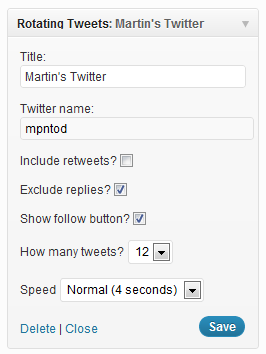 Rotating Tweets: Martin's Twitter
Title:
Martin's Twitter
Twitter name:
mpntod
Include retweets?
Exclude replies?
Show follow button?
How many tweets? 12
Speed Normal (4 seconds)
Delete | Close Save